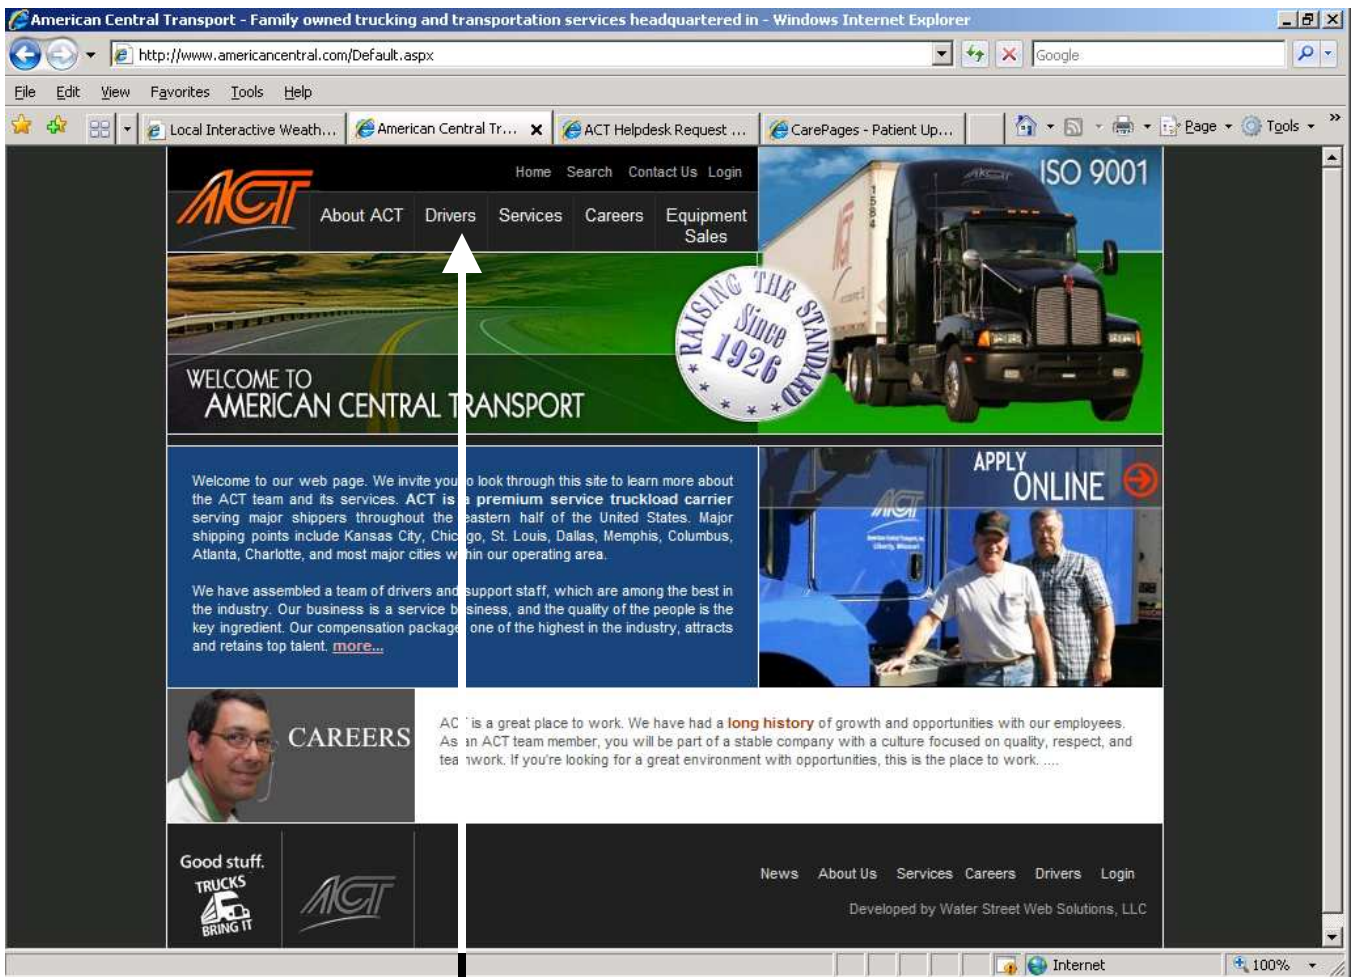 American Central Transport - Family owned trucking and transportation services headquartered in - Windows Internet Explorer
http://www.americancentral.com/Default.aspx
Google
File Edit View Favorites Tools Help
Local Interactive Weath... American Central Tr... ACT Helpdesk Request ... CarePages - Patient Up... Page Tools »
Home Search Contact Us Login
ACT
About ACT Drivers Services Careers Equipment
Sales
ISO 9001
ACT
1584
RAISING THE STANDARD
Since
1926
WELCOME TO
AMERICAN CENTRAL TRANSPORT
Welcome to our web page. We invite you to look through this site to learn more about
the ACT team and its services. ACT is a premium service truckload carrier
serving major shippers throughout the eastern half of the United States. Major
shipping points include Kansas City, Chicago, St. Louis, Dallas, Memphis, Columbus,
Atlanta, Charlotte, and most major cities within our operating area.
We have assembled a team of drivers and support staff, which are among the best in
the industry. Our business is a service business, and the quality of the people is the
key ingredient. Our compensation package, one of the highest in the industry, attracts
and retains top talent. more...
APPLY
ONLINE
ACT
American Central Transport, Inc.
Liberty, Missouri
CAREERS
ACT is a great place to work. We have had a long history of growth and opportunities with our employees.
As an ACT team member, you will be part of a stable company with a culture focused on quality, respect, and
teamwork. If you're looking for a great environment with opportunities, this is the place to work. ....
Good stuff.
TRUCKS
BRING IT
ACT
News About Us Services Careers Drivers Login
Developed by Water Street Web Solutions, LLC
Internet 100%